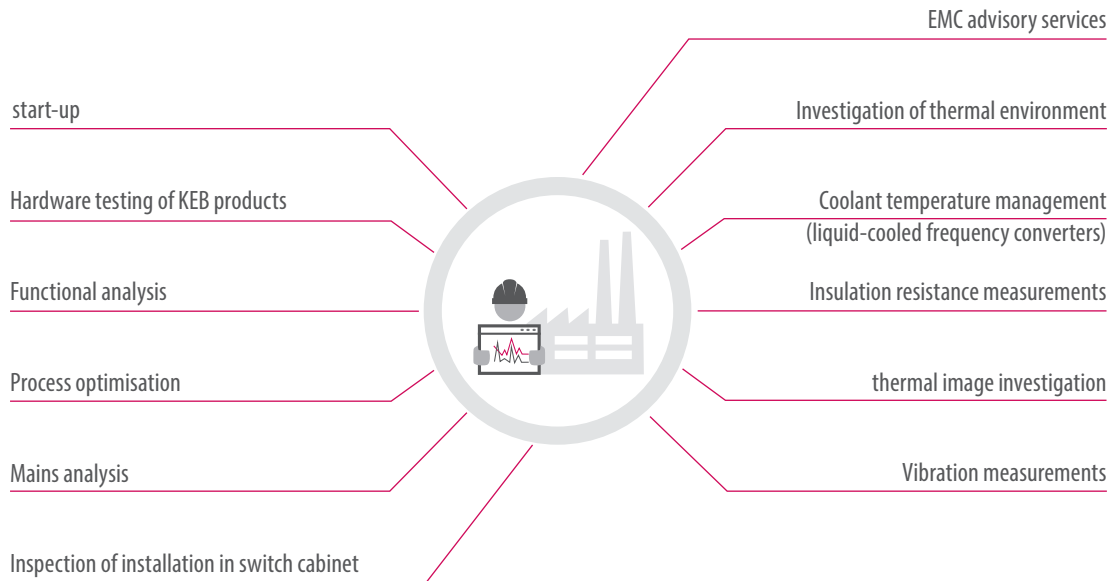 EMC advisory services
start-up
Investigation of thermal environment
Hardware testing of KEB products
Coolant temperature management
(liquid-cooled frequency converters)
Functional analysis
Insulation resistance measurements
Process optimisation
thermal image investigation
Mains analysis
Vibration measurements
Inspection of installation in switch cabinet